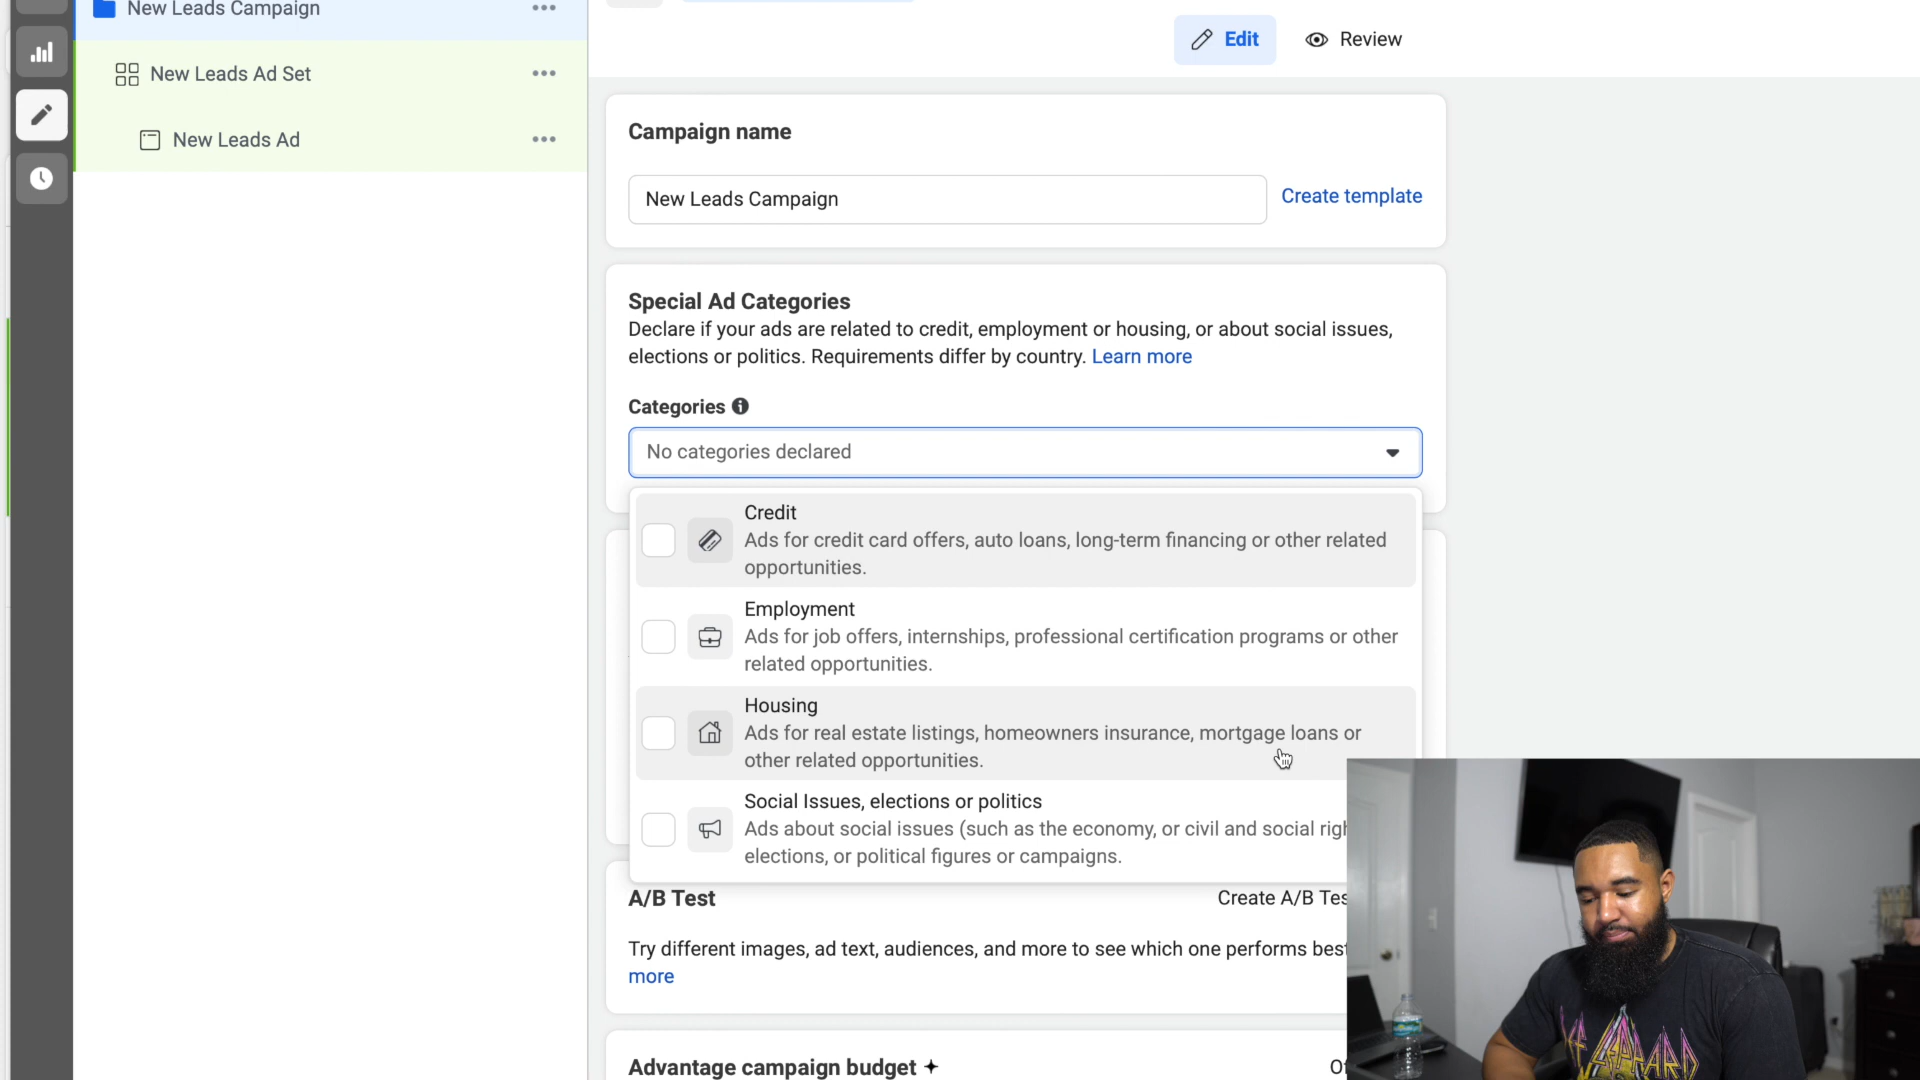 New Leads Campaign
Edit
Review
New Leads Ad Set
New Leads Ad
Campaign name
New Leads Campaign
Create template
Special Ad Categories
Declare if your ads are related to credit, employment or housing, or about social issues,
elections or politics. Requirements differ by country. Learn more
Categories
No categories declared
Credit
Ads for credit card offers, auto loans, long-term financing or other related
opportunities.
Employment
Ads for job offers, internships, professional certification programs or other
related opportunities.
Housing
Ads for real estate listings, homeowners insurance, mortgage loans or
other related opportunities.
Social Issues, elections or politics
Ads about social issues (such as the economy, or civil and social
elections, or political figures or campaigns.
A/B Test
Create A/B
Try different images, ad text, audiences, and more to see which one performs
more
Advantage campaign budget
DEF LEPPARD